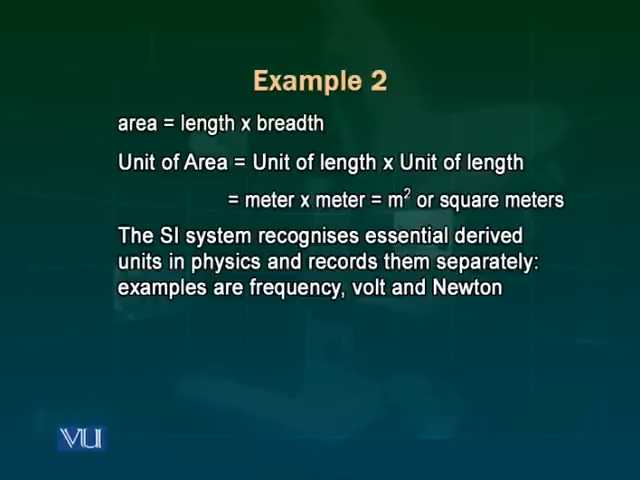 Example 2
area = length x breadth
Unit of Area = Unit of length x Unit of length
= meter x meter = m² or square meters
The SI system recognises essential derived
units in physics and records them separately:
examples are frequency, volt and Newton
VU